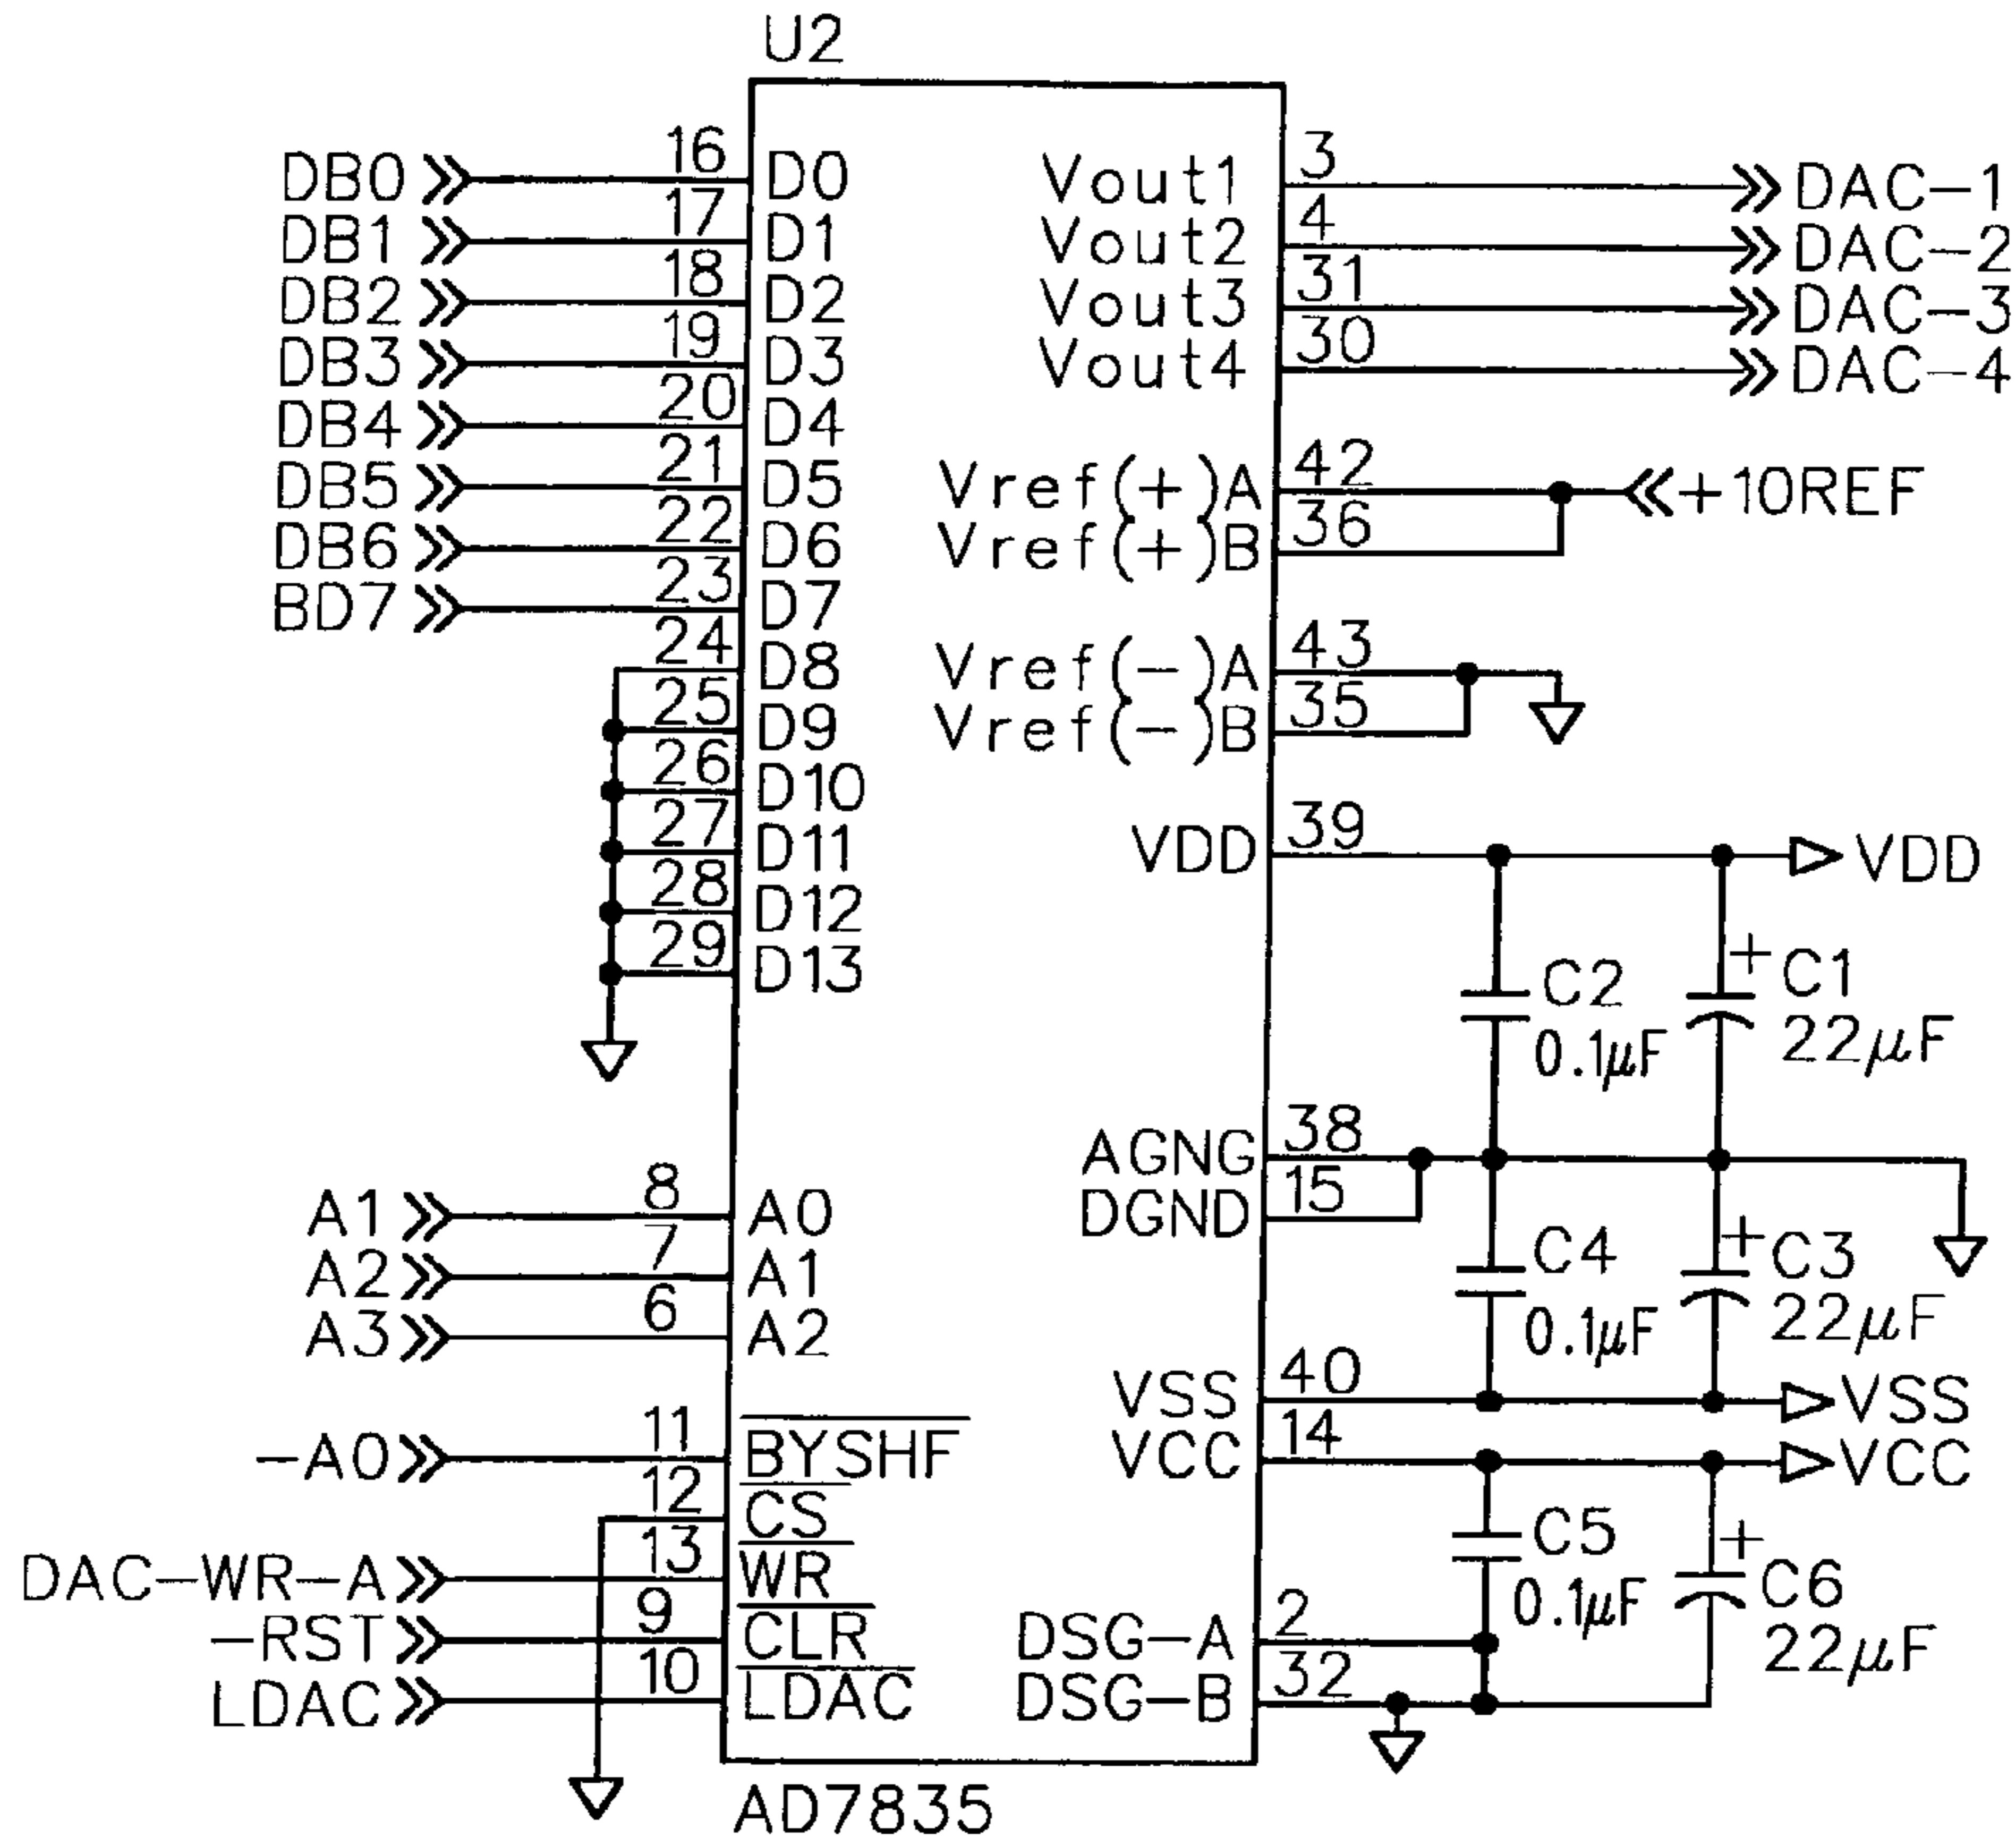 U2
DB0 16 D0 Vout1 3 DAC-1
DB1 17 D1 Vout2 4 DAC-2
DB2 18 D2 Vout3 31 DAC-3
DB3 19 D3 Vout4 30 DAC-4
DB4 20 D4
DB5 21 D5 Vref(+)A 42 +10REF
DB6 22 D6 Vref(+)B 36
BD7 23 D7
24 D8 Vref(-)A 43
25 D9 Vref(-)B 35
26 D10
27 D11 VDD 39 VDD
28 D12
29 D13
C2 + C1
0.1μF 22μF
AGNG 38
A1 8 A0 DGND 15
A2 7 A1 C4 + C3
A3 6 A2 0.1μF 22μF
VSS 40 VSS
-A0 11 BYSHF VCC 14 VCC
12 CS C5 +
DAC-WR-A 13 WR 0.1μF C6
-RST 9 CLR DSG-A 2 22μF
LDAC 10 LDAC DSG-B 32
AD7835